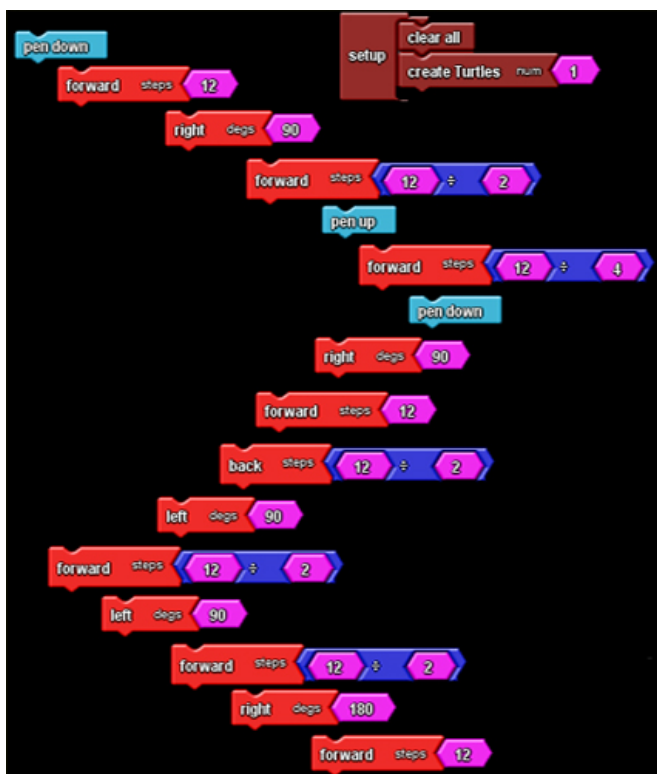 pen down
setup
clear all
create Turtles num 1
forward steps 12
right degs 90
forward steps 12 ÷ 2
pen up
forward steps 12 ÷ 4
pen down
right degs 90
forward steps 12
back steps 12 ÷ 2
left degs 90
forward steps 12 ÷ 2
left degs 90
forward steps 12 ÷ 2
right degs 180
forward steps 12